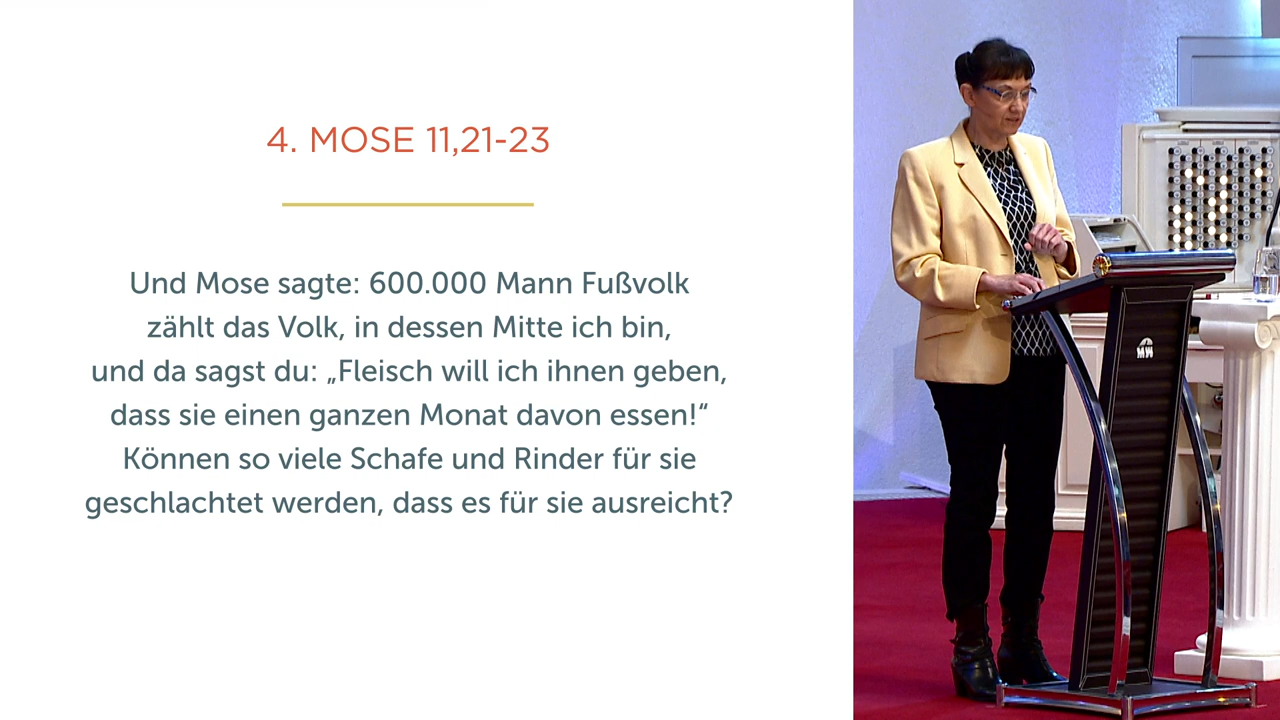 4. MOSE 11,21-23
Und Mose sagte: 600.000 Mann Fußvolk
zählt das Volk, in dessen Mitte ich bin,
und da sagst du: „Fleisch will ich ihnen geben,
dass sie einen ganzen Monat davon essen!“
Können so viele Schafe und Rinder für sie
geschlachtet werden, dass es für sie ausreicht?
MW